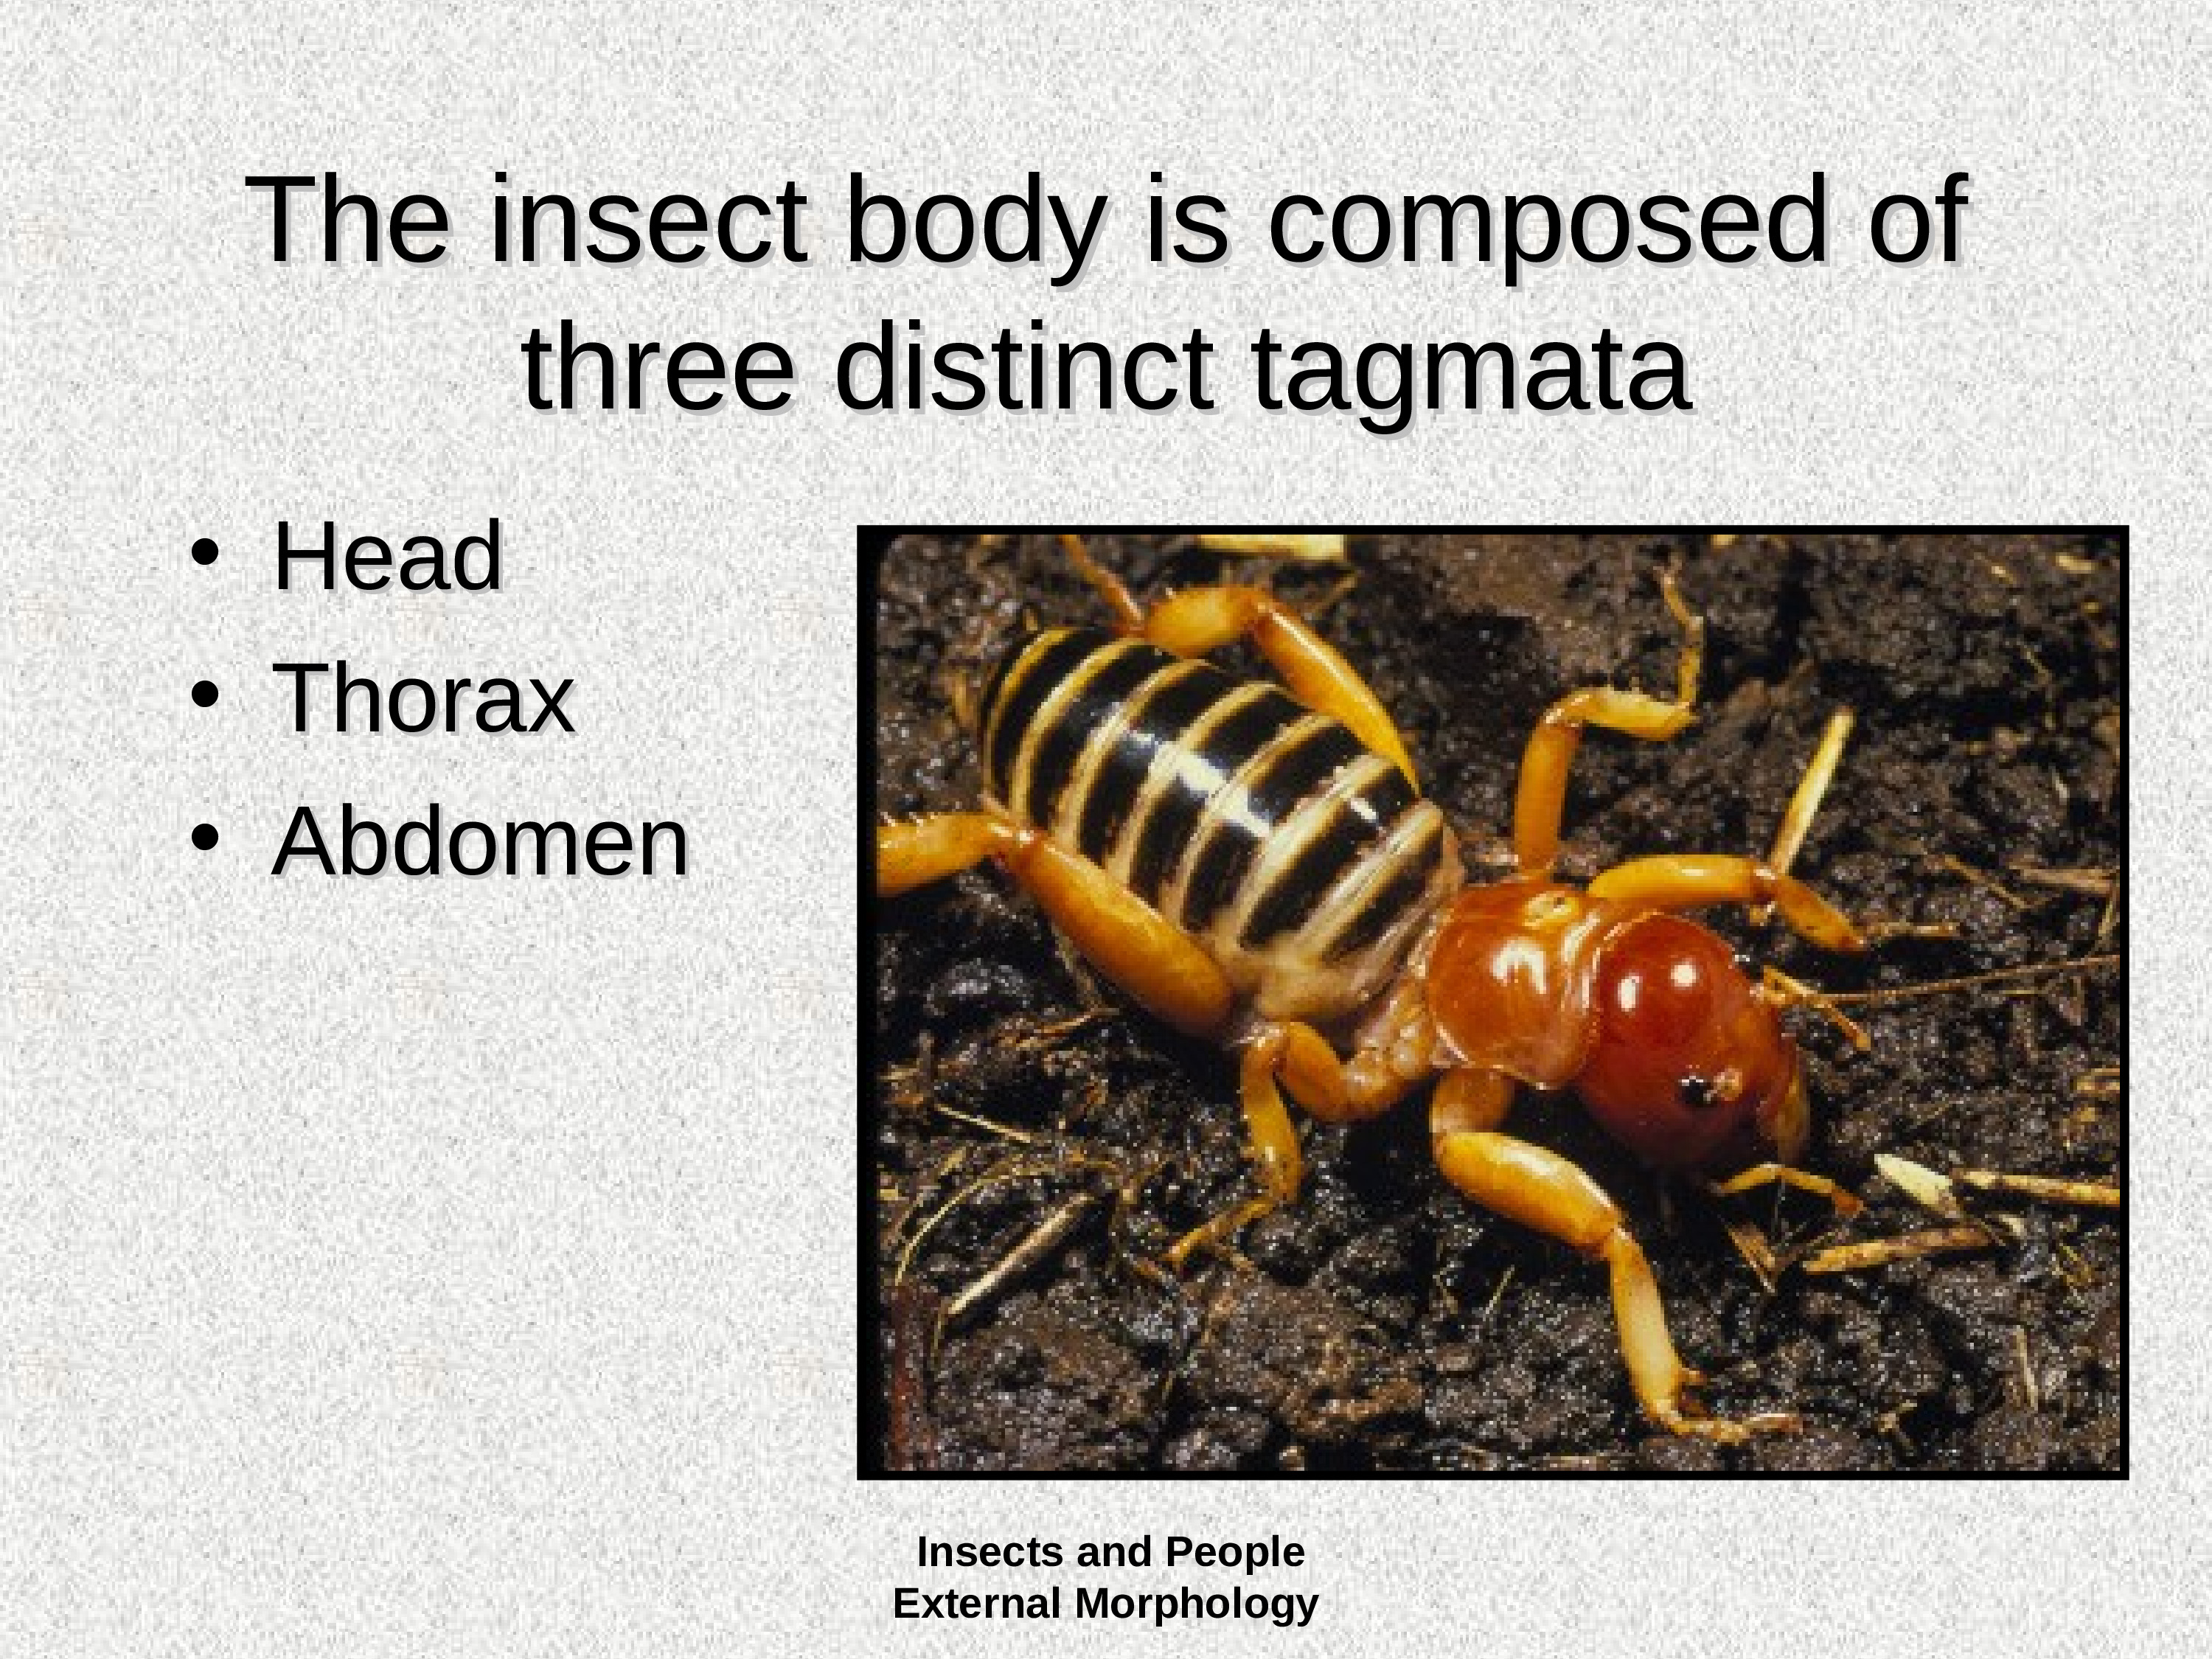 The insect body is composed of
three distinct tagmata
• Head
• Thorax
• Abdomen
Insects and People
External Morphology